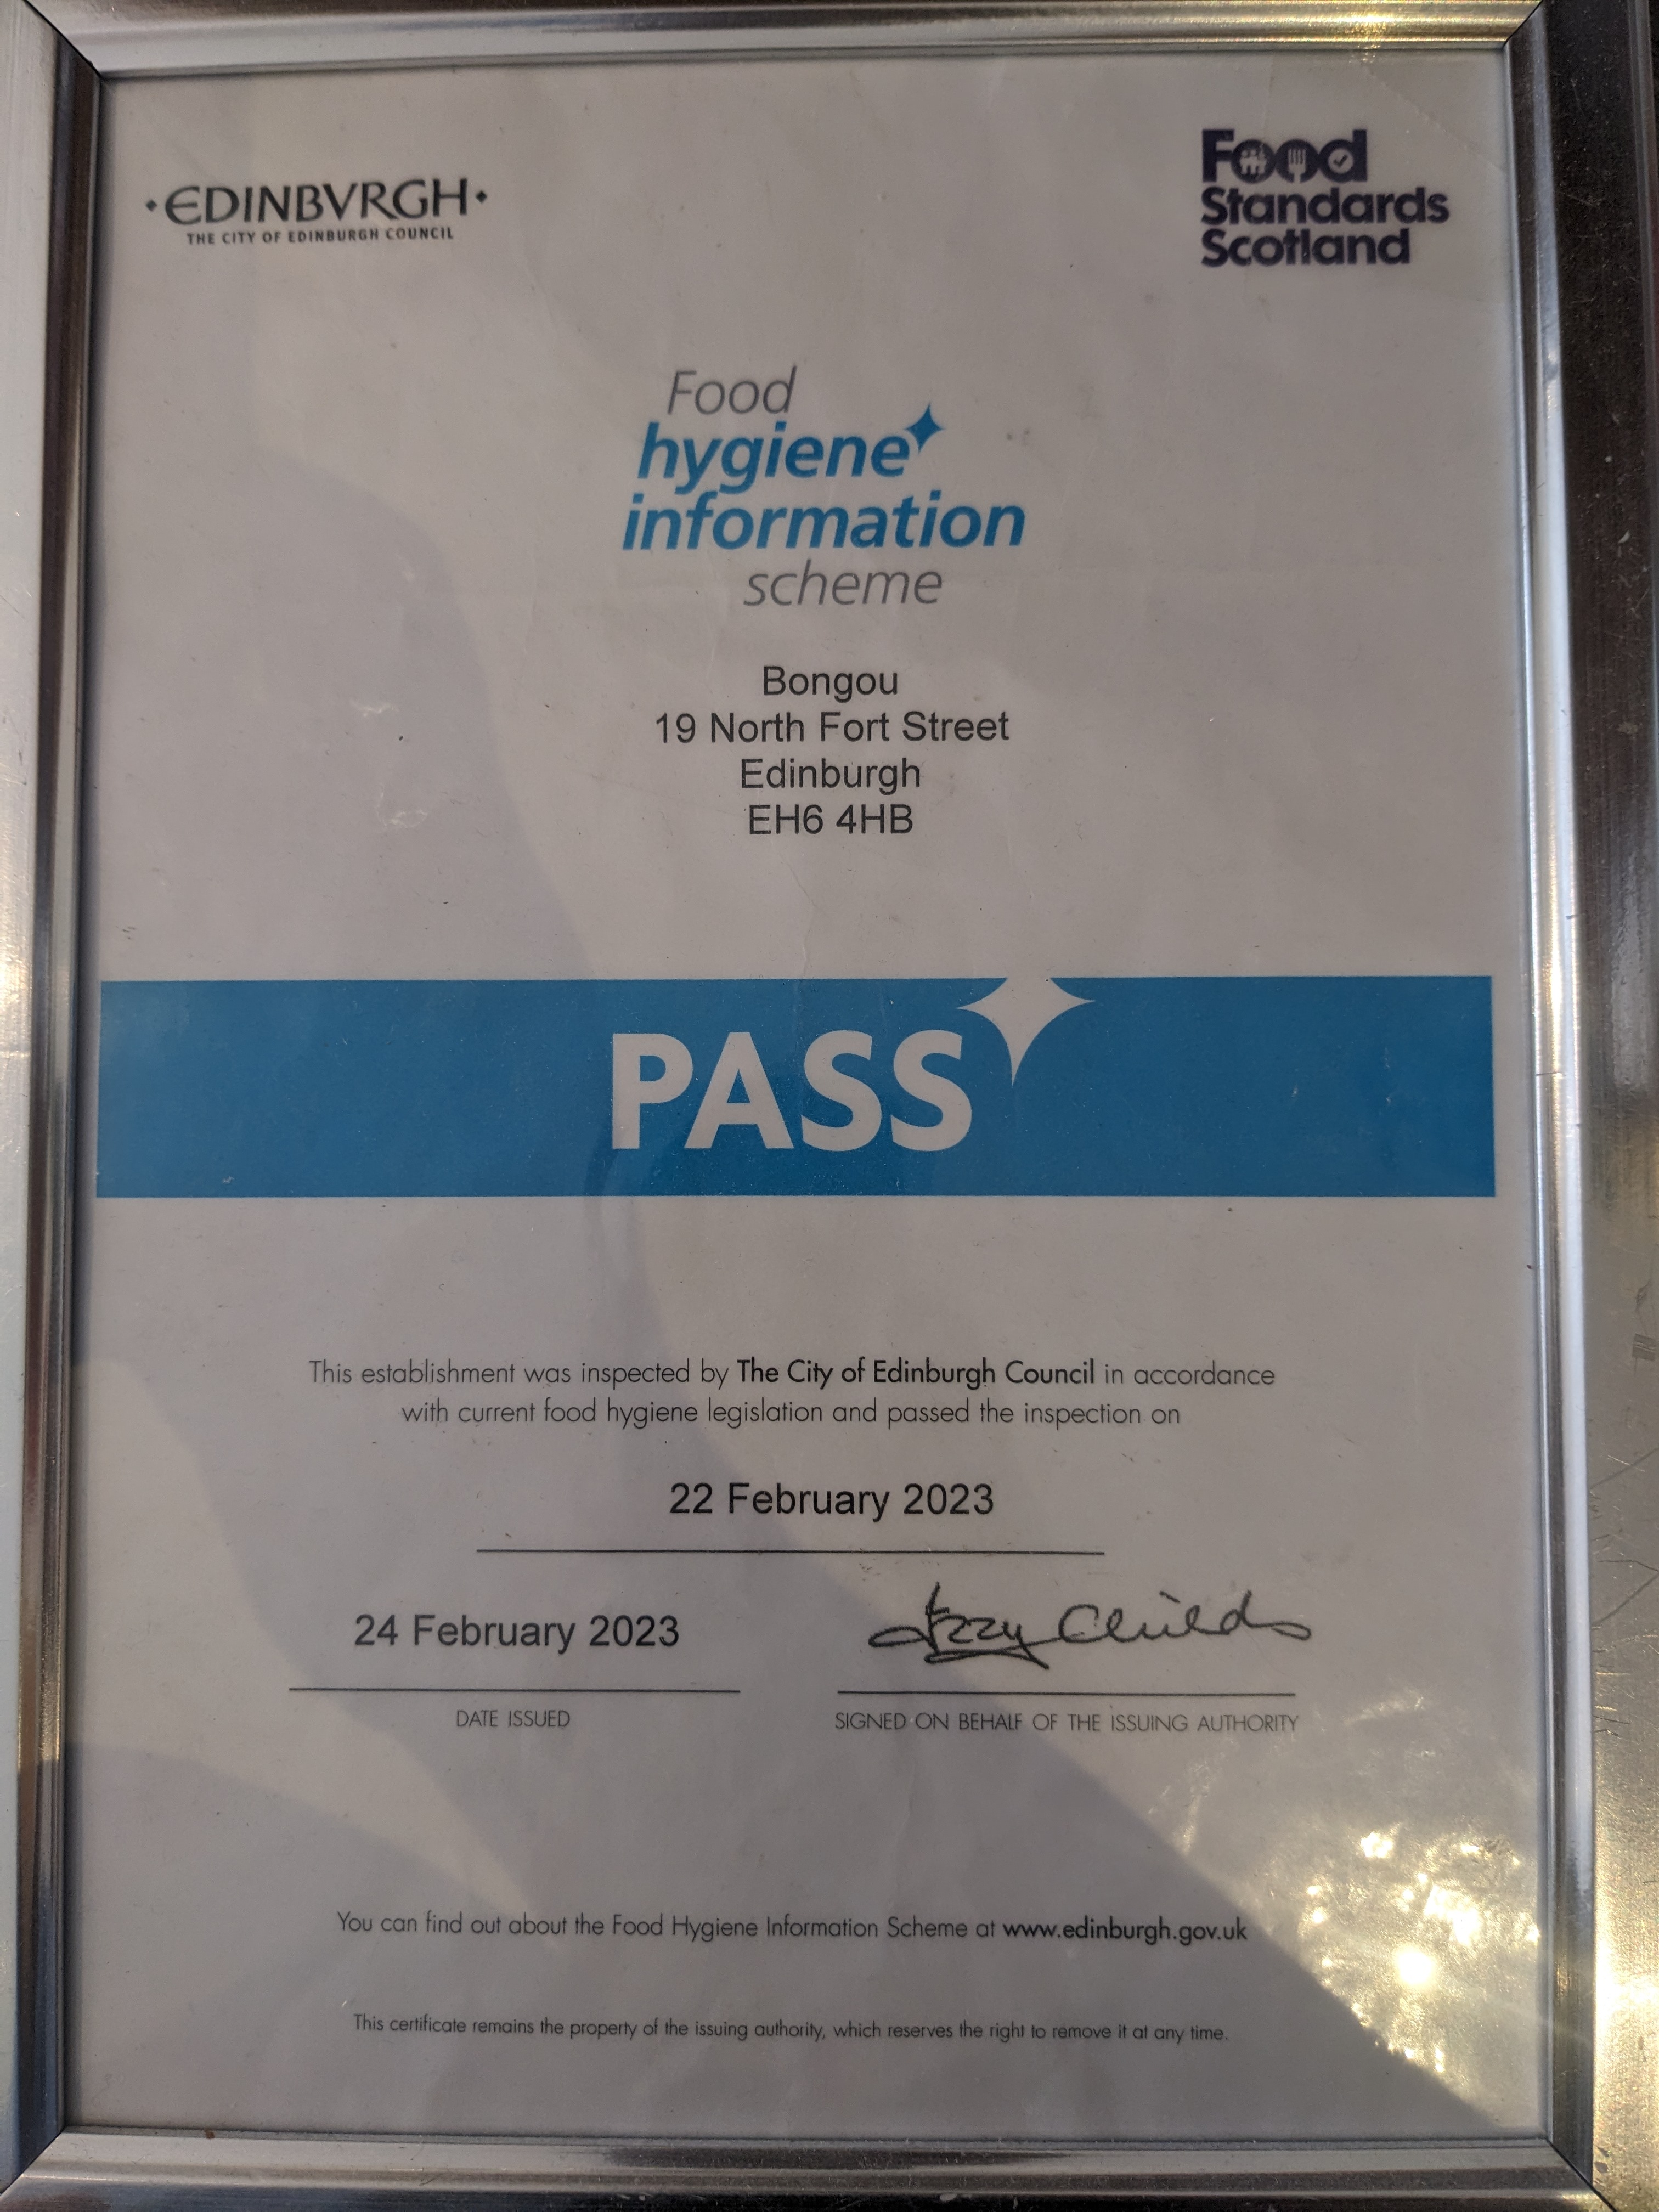 ·EDINBVRGH·
THE CITY OF EDINBURGH COUNCIL
Food
Standards
Scotland
Food
hygiene
information
scheme
Bongou
19 North Fort Street
Edinburgh
EH6 4HB
PASS
This establishment was inspected by The City of Edinburgh Council in accordance
with current food hygiene legislation and passed the inspection on
22 February 2023
24 February 2023
Izzy Childs
DATE ISSUED
SIGNED ON BEHALF OF THE ISSUING AUTHORITY
You can find out about the Food Hygiene Information Scheme at www.edinburgh.gov.uk
This certificate remains the property of the issuing authority, which reserves the right to remove it at any time.